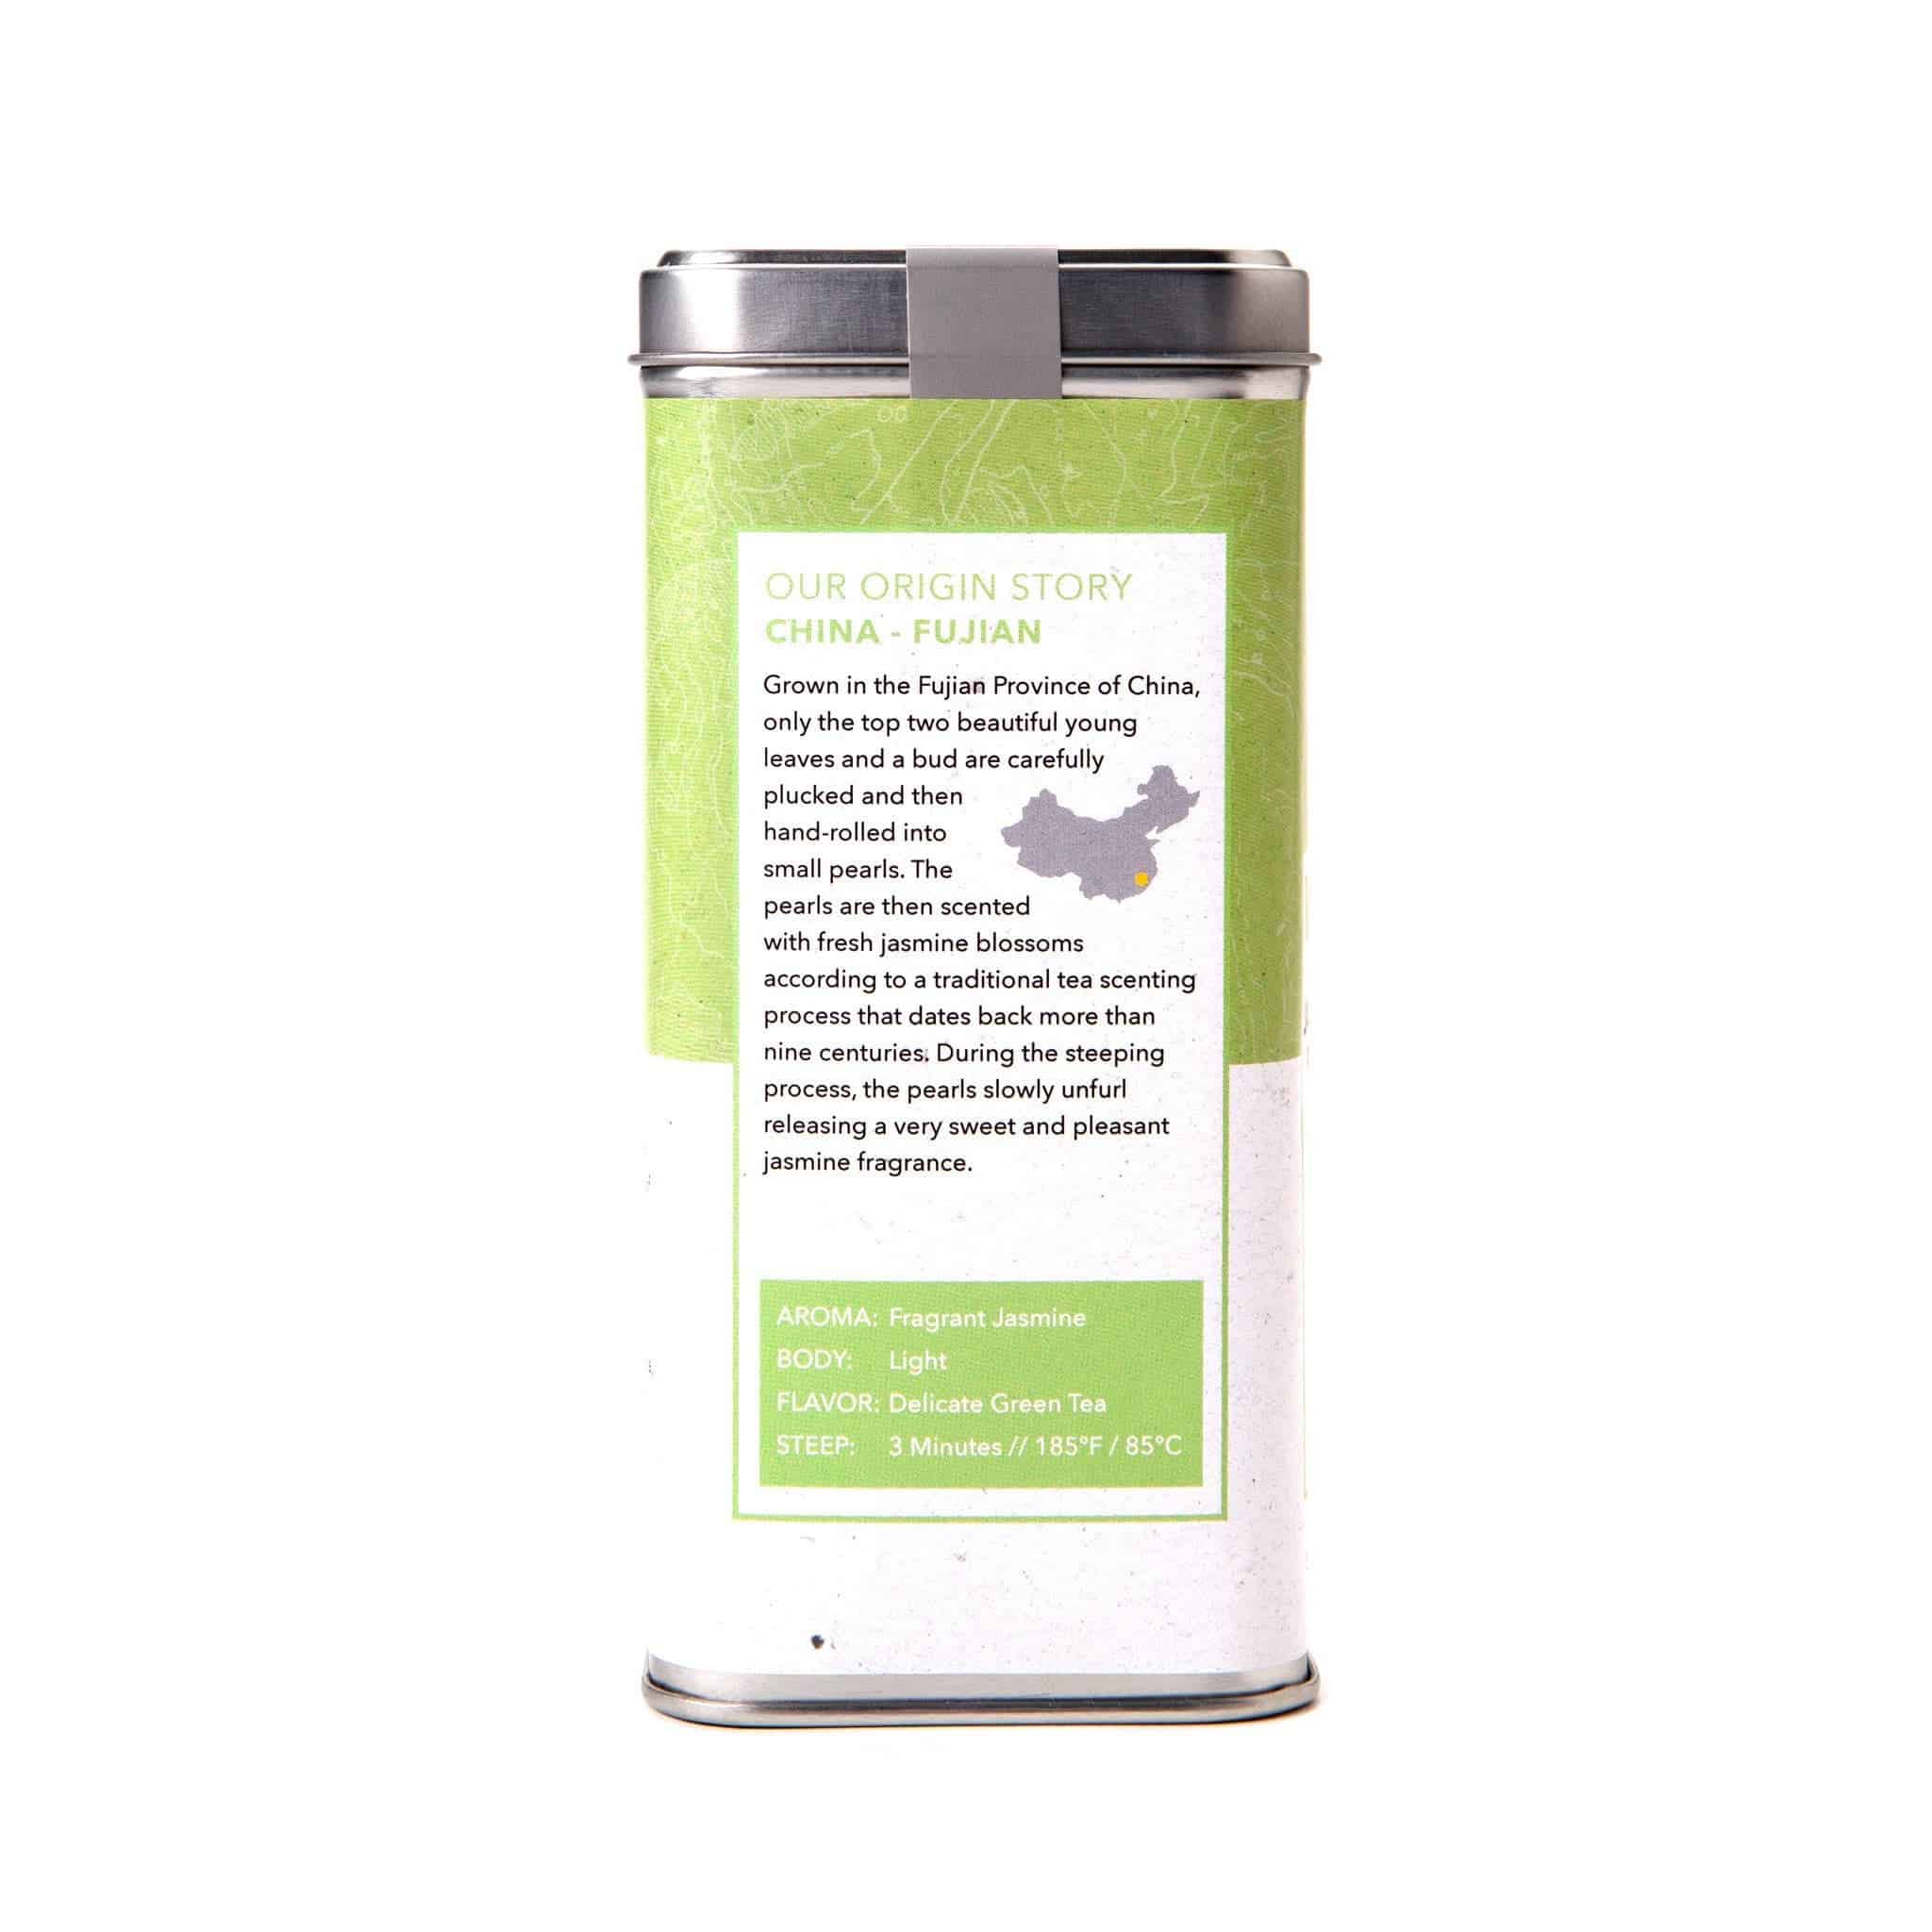 OUR ORIGIN STORY
CHINA - FUJIAN
Grown in the Fujian Province of China,
only the top two beautiful young
leaves and a bud are carefully
plucked and then
hand-rolled into
small pearls. The
pearls are then scented
with fresh jasmine blossoms
according to a traditional tea scenting
process that dates back more than
nine centuries. During the steeping
process, the pearls slowly unfurl
releasing a very sweet and pleasant
jasmine fragrance.
AROMA: Fragrant Jasmine
BODY: Light
FLAVOR: Delicate Green Tea
STEEP: 3 Minutes // 185°F / 85°C